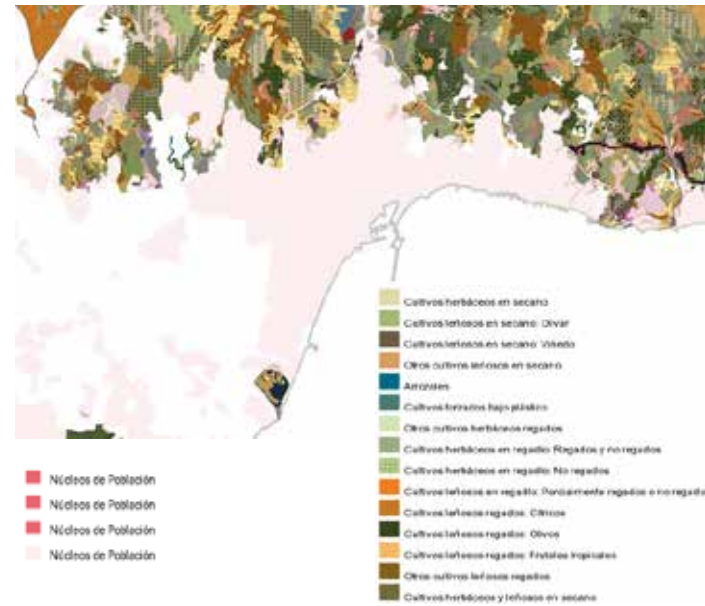 Cultivos herbáceos en secano
Cultivos leñosos en secano: Olivar
Cultivos leñosos en secano: Viñedo
Otros cultivos leñosos en secano
Arrozales
Cultivos forzados bajo plástico
Otros cultivos herbáceos regados
Cultivos herbáceos en regadío: Regados y no regados
Cultivos herbáceos en regadío: No regados
Cultivos leñosos en regadío: Parcialmente regados o no regado
Cultivos leñosos regados: Cítricos
Cultivos leñosos regados: Olivos
Cultivos leñosos regados: Frutales tropicales
Otros cultivos leñosos regados
Cultivos herbáceos y leñosos en secano
Núcleos de Población
Núcleos de Población
Núcleos de Población
Núcleos de Población